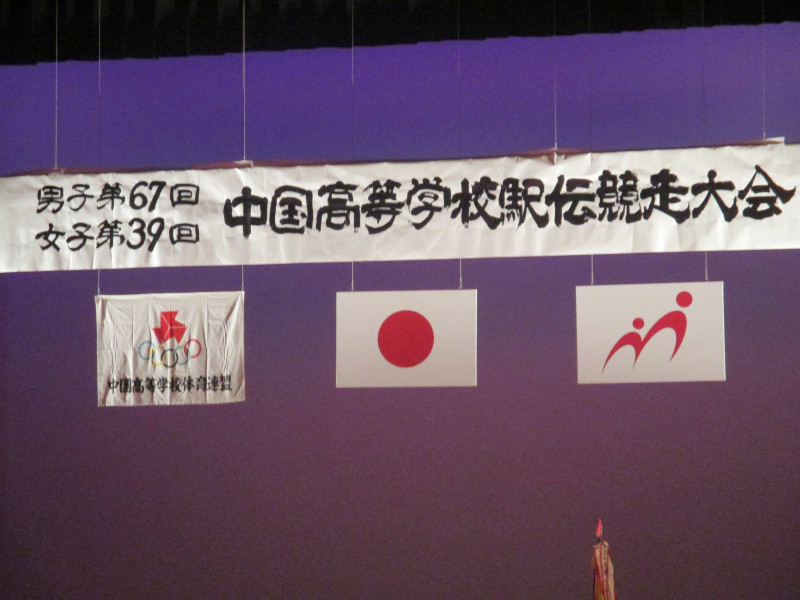 男子第67回
女子第39回
中国高等学校駅伝競走大会
中国高等学校体育連盟